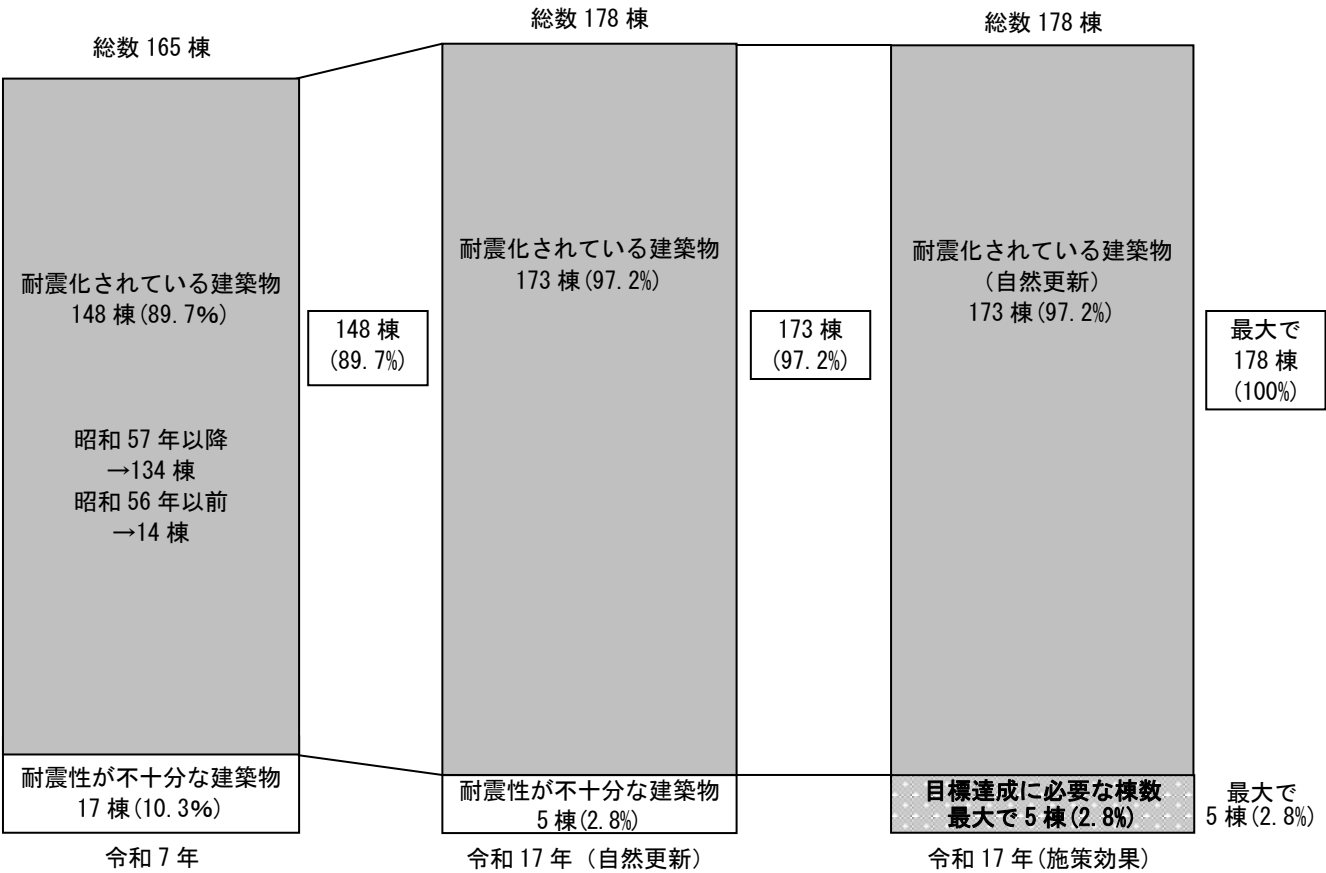 総数 165 棟
耐震化されている建築物
148 棟(89.7%)
昭和 57 年以降
→134 棟
昭和 56 年以前
→14 棟
耐震性が不十分な建築物
17 棟(10.3%)
令和 7 年
148 棟
(89.7%)
総数 178 棟
耐震化されている建築物
173 棟(97.2%)
耐震性が不十分な建築物
5 棟(2.8%)
令和 17 年（自然更新）
173 棟
(97.2%)
総数 178 棟
耐震化されている建築物
（自然更新）
173 棟(97.2%)
目標達成に必要な棟数
最大で 5 棟(2.8%)
令和 17 年(施策効果)
最大で
178 棟
(100%)
最大で
5 棟(2.8%)